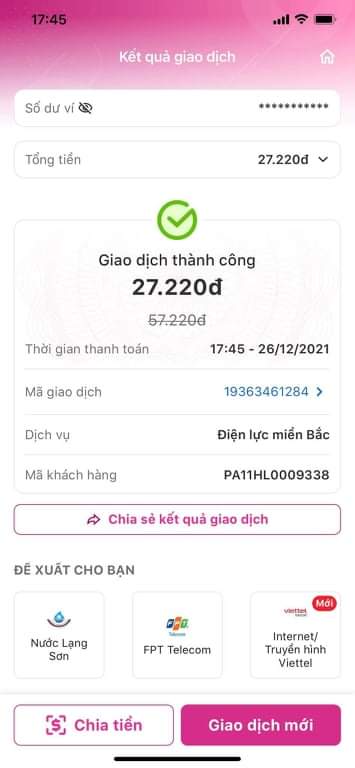 17:45
Kết quả giao dịch
Số dư ví ***********
Tổng tiền 27.220đ
Giao dịch thành công
27.220đ
57.220đ
Thời gian thanh toán 17:45 - 26/12/2021
Mã giao dịch 19363461284
Dịch vụ Điện lực miền Bắc
Mã khách hàng PA11HL0009338
Chia sẻ kết quả giao dịch
ĐỀ XUẤT CHO BẠN
Nước Lạng
Sơn
FPT
Telecom
FPT Telecom
viettel
Mới
Internet/
Truyền hình
Viettel
Chia tiền
Giao dịch mới